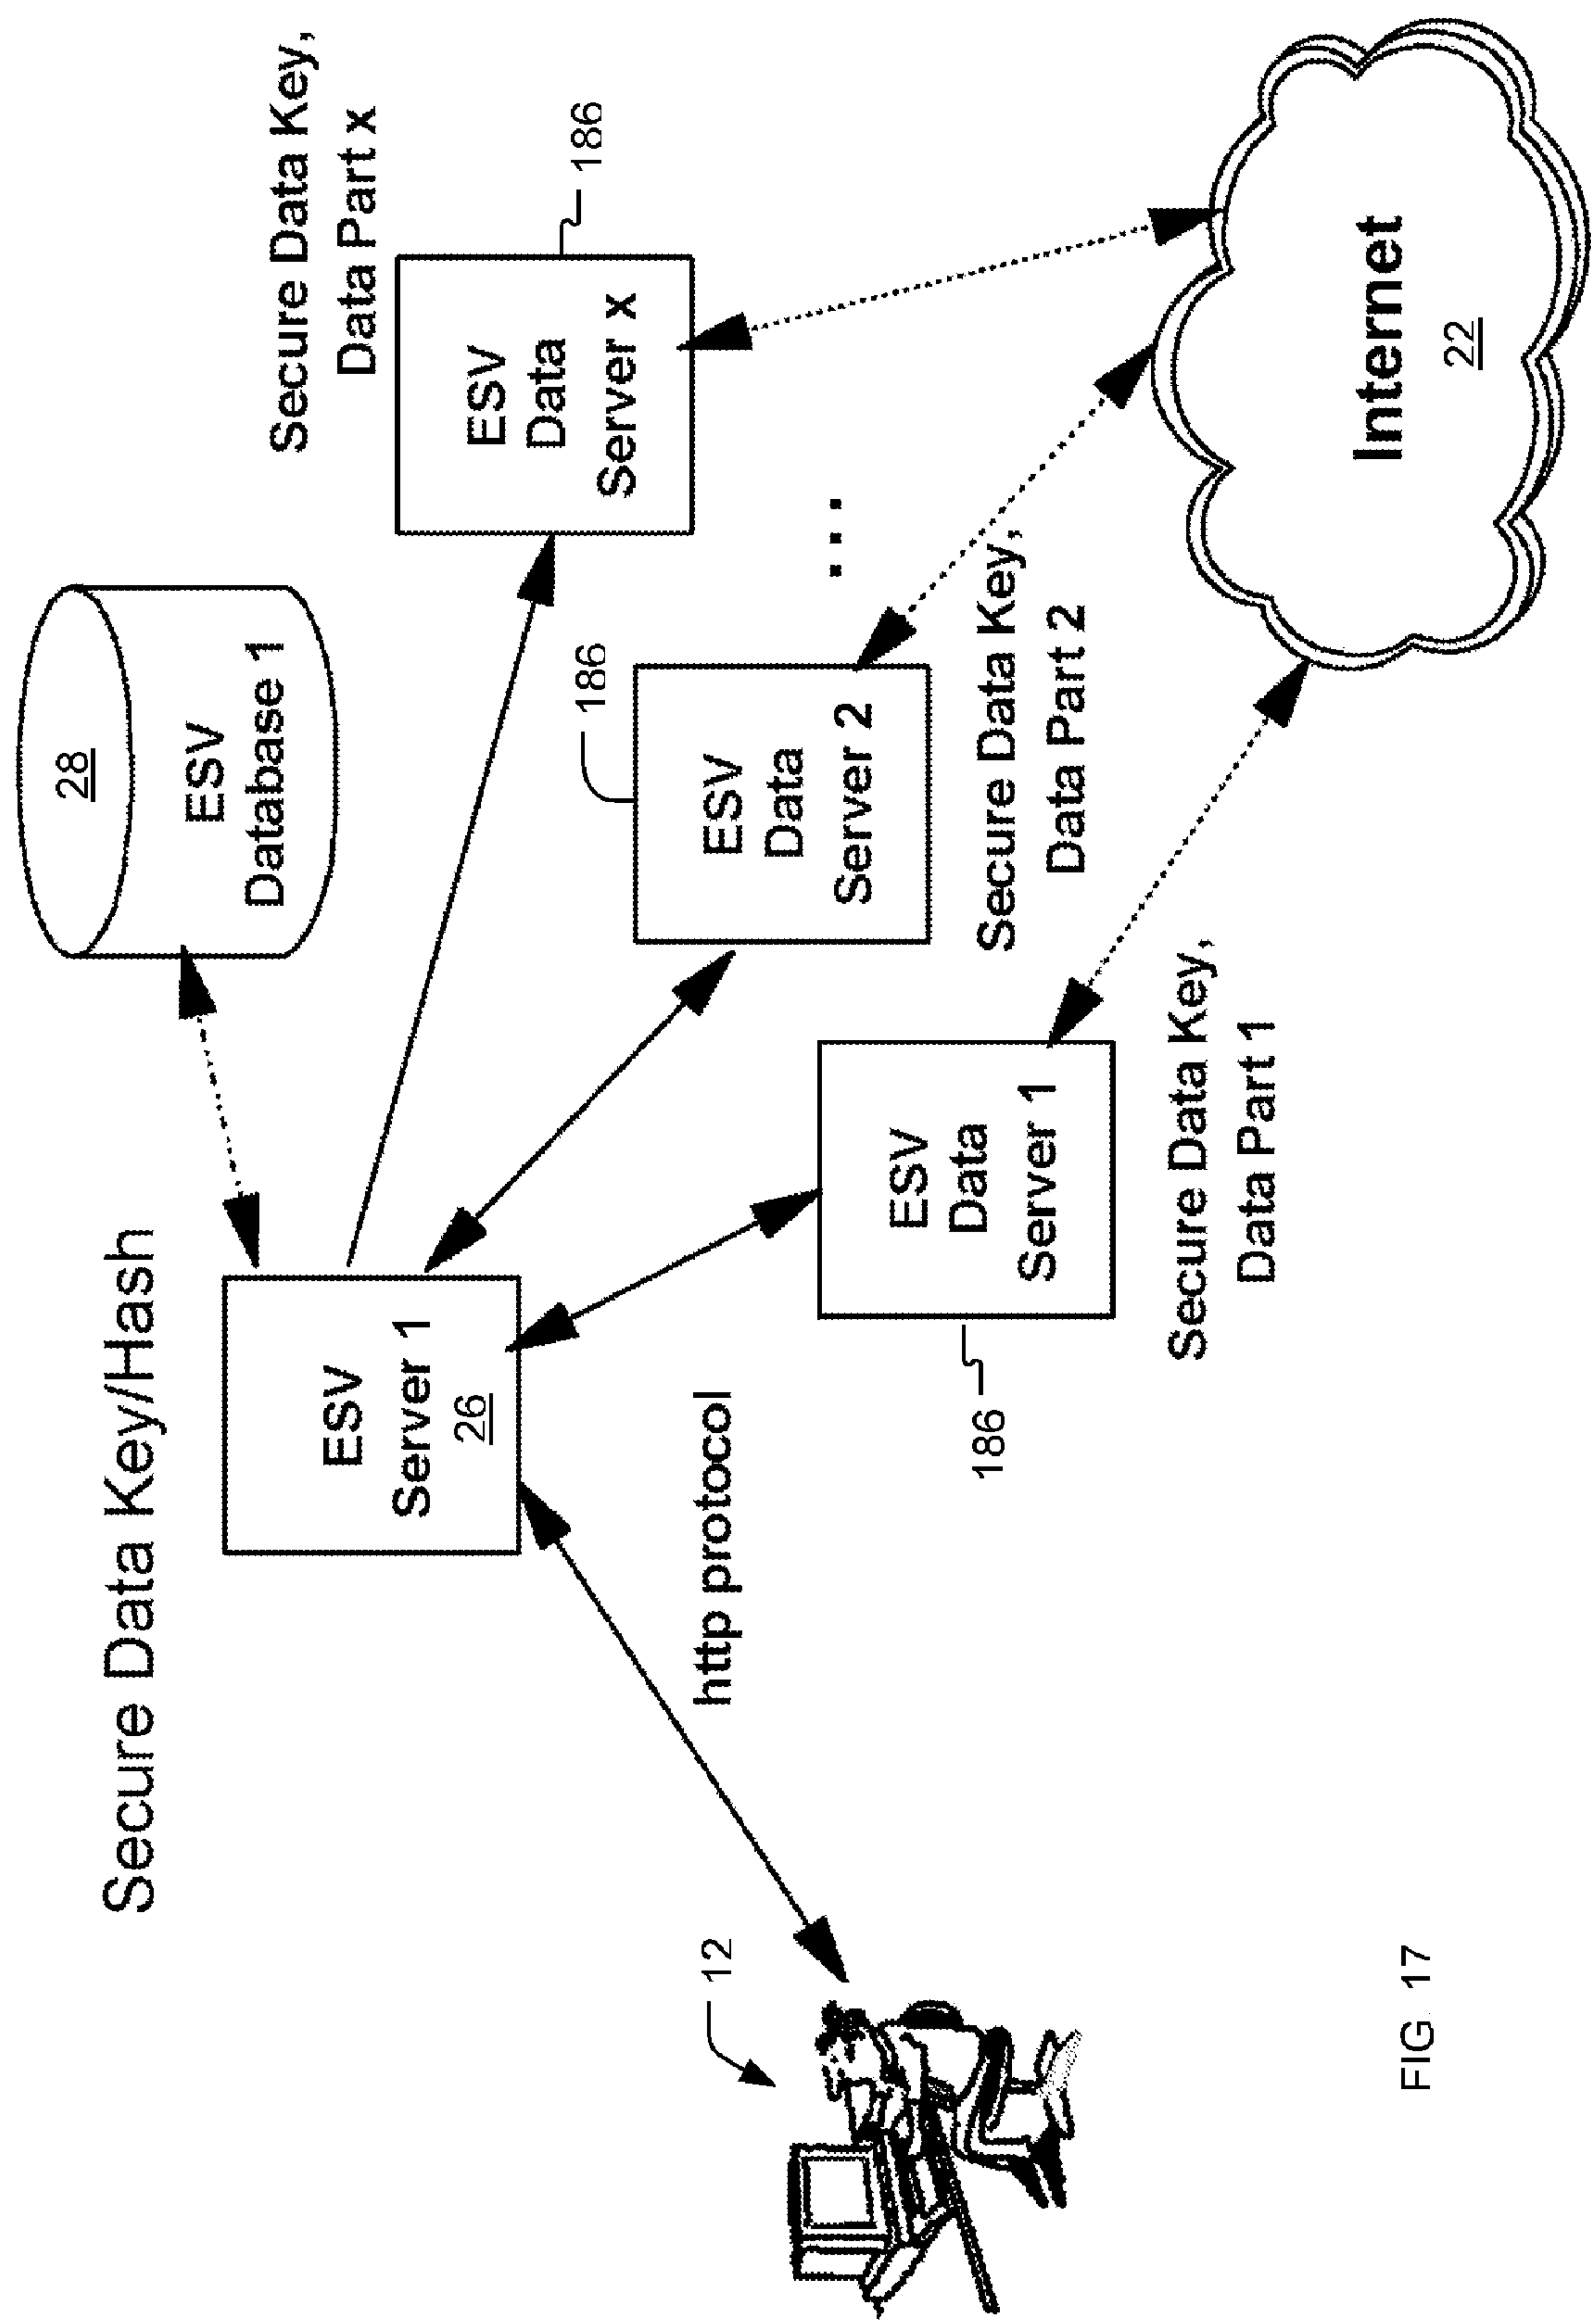 Secure Data Key/Hash
28
ESV
Database 1
Secure Data Key,
Data Part x
ESV
Server 1
26
ESV
Data
Server x
186
186
ESV
Data
Server 2
...
12
http protocol
Secure Data Key,
Data Part 2
ESV
Data
Server 1
186
Secure Data Key,
Data Part 1
Internet
22
FIG. 17